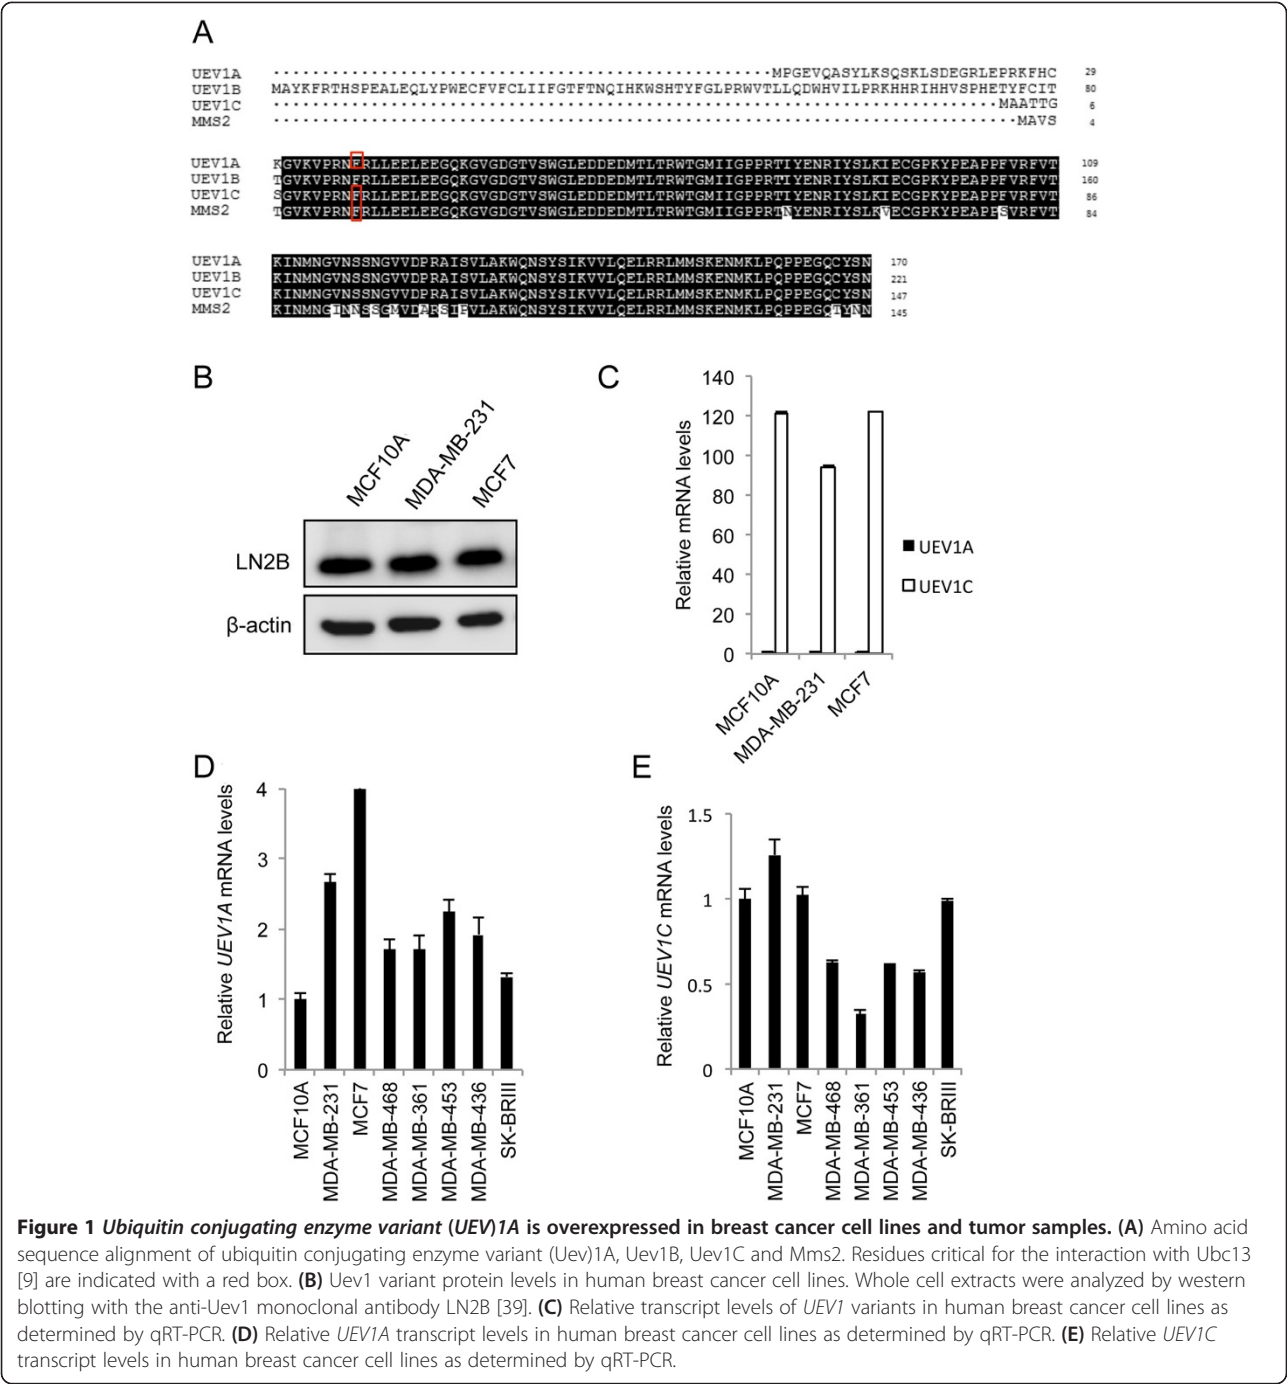 A
UEV1A ·················································· MPGEVQASYLKSQSKLSDEGRLEPRKFHC 29
UEV1B MAYKFRTHSPEALEQLYPWECFVFCLIIFGTFTNQIHKWSHTYFGLPRWVTLLQDWHVILPRKHHRIHHVSPHETYFCIT 80
UEV1C ·········································································· MAATTG 6
MMS2 ············································································ MAVS 4
UEV1A KGVKVPRNFRLLEELEEGQKGVGDGTVSWGLEDDEDMTLTRWTGMIIGPPRTIYENRIYSLKIECGPKYPEAPPFVRFVT 109
UEV1B TGVKVPRNFRLLEELEEGQKGVGDGTVSWGLEDDEDMTLTRWTGMIIGPPRTIYENRIYSLKIECGPKYPEAPPFVRFVT 160
UEV1C SGVKVPRNFRLLEELEEGQKGVGDGTVSWGLEDDEDMTLTRWTGMIIGPPRTIYENRIYSLKIECGPKYPEAPPFVRFVT 86
MMS2 TGVKVPRNFRLLEELEEGQKGVGDGTVSWGLEDDEDMTLTRWTGMIIGPPRTNYENRIYSLKVECGPKYPEAPPSVRFVT 84
UEV1A KINMNGVNSSNGVVDPRAISVLAKWQNSYSIKVVLQELRRLMMSKENMKLPQPPEGQCYSN 170
UEV1B KINMNGVNSSNGVVDPRAISVLAKWQNSYSIKVVLQELRRLMMSKENMKLPQPPEGQCYSN 221
UEV1C KINMNGVNSSNGVVDPRAISVLAKWQNSYSIKVVLQELRRLMMSKENMKLPQPPEGQCYSN 147
MMS2 KINMNGINNSSGMVDARSIPVLAKWQNSYSIKVVLQELRRLMMSKENMKLPQPPEGQTYNN 145
B
MCF10A
MDA-MB-231
MCF7
LN2B
β-actin
C
Relative mRNA levels
140
120
100
80
60
40
20
0
MCF10A
MDA-MB-231
MCF7
UEV1A
UEV1C
D
Relative UEV1A mRNA levels
4
3
2
1
0
MCF10A
MDA-MB-231
MCF7
MDA-MB-468
MDA-MB-361
MDA-MB-453
MDA-MB-436
SK-BRIII
E
Relative UEV1C mRNA levels
1.5
1
0.5
0
MCF10A
MDA-MB-231
MCF7
MDA-MB-468
MDA-MB-361
MDA-MB-453
MDA-MB-436
SK-BRIII
Figure 1 Ubiquitin conjugating enzyme variant (UEV)1A is overexpressed in breast cancer cell lines and tumor samples. (A) Amino acid
sequence alignment of ubiquitin conjugating enzyme variant (Uev)1A, Uev1B, Uev1C and Mms2. Residues critical for the interaction with Ubc13
[9] are indicated with a red box. (B) Uev1 variant protein levels in human breast cancer cell lines. Whole cell extracts were analyzed by western
blotting with the anti-Uev1 monoclonal antibody LN2B [39]. (C) Relative transcript levels of UEV1 variants in human breast cancer cell lines as
determined by qRT-PCR. (D) Relative UEV1A transcript levels in human breast cancer cell lines as determined by qRT-PCR. (E) Relative UEV1C
transcript levels in human breast cancer cell lines as determined by qRT-PCR.